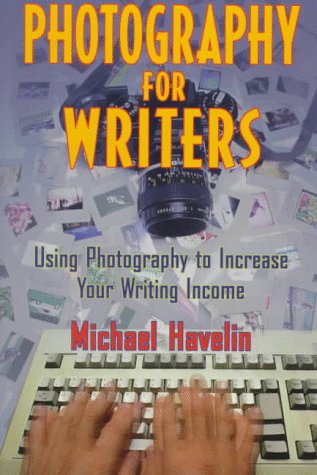 PHOTOGRAPHY
FOR
WRITERS
Using Photography to Increase
Your Writing Income
Michael Havelin